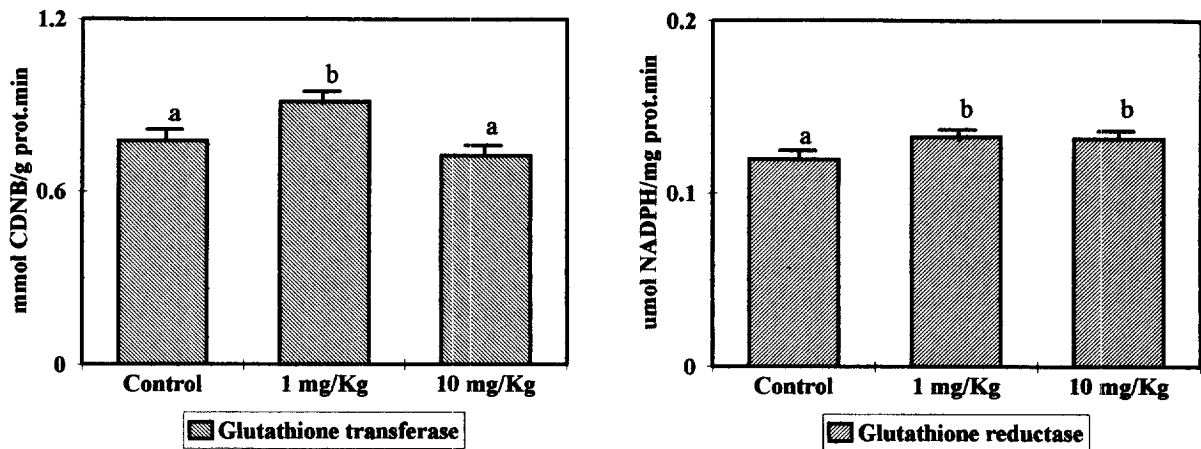 mmol CDNB/g prot.min
1.2
0.6
0
a
b
a
Control
1 mg/Kg
10 mg/Kg
Glutathione transferase
umol NADPH/mg prot.min
0.2
0.1
0
a
b
b
Control
1 mg/Kg
10 mg/Kg
Glutathione reductase